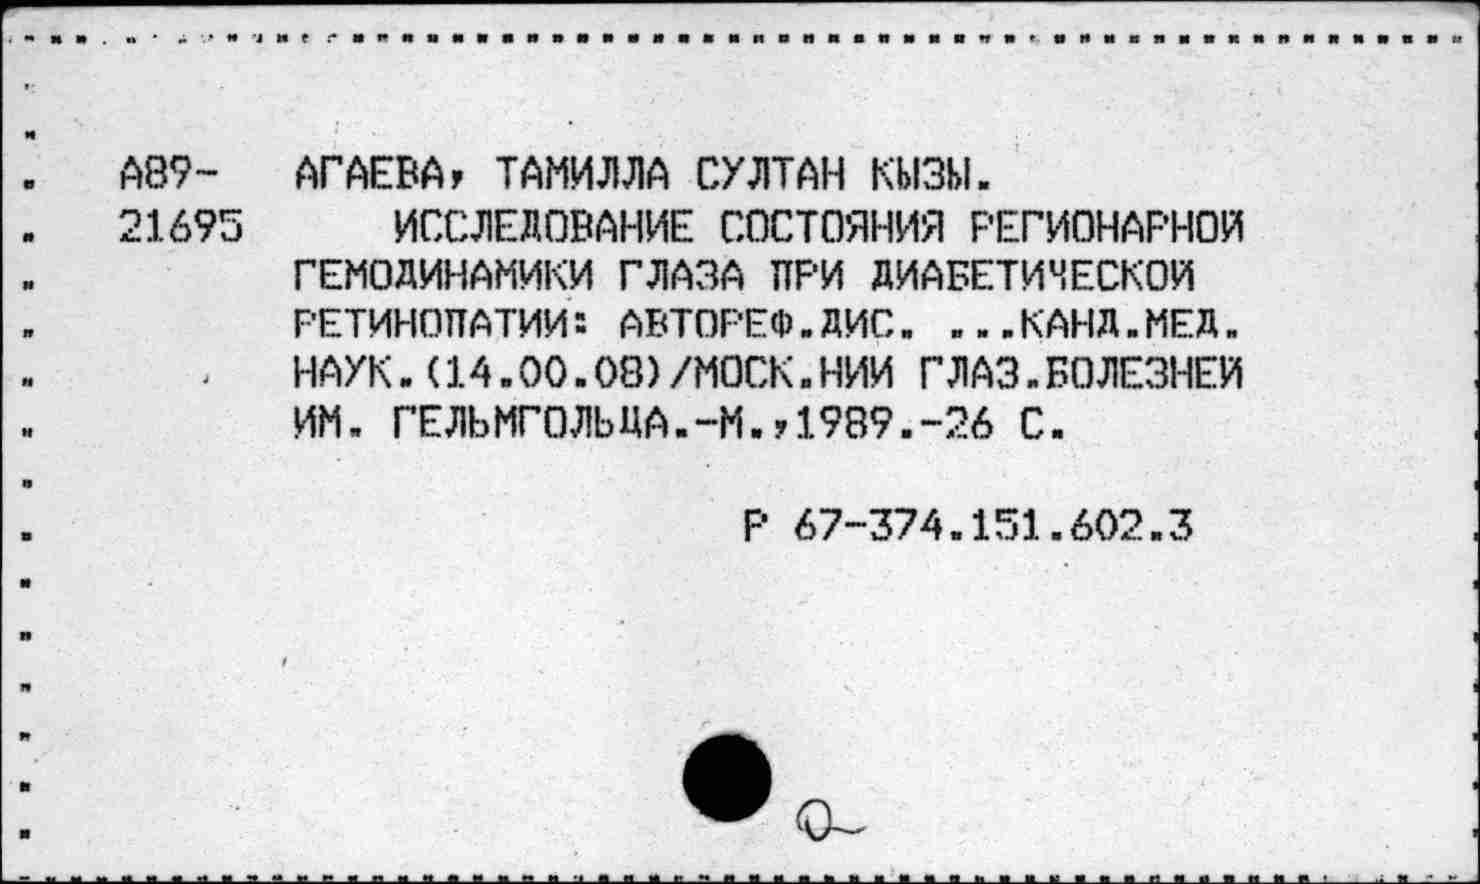 А89- АГАЕВА, ТАМИЛЛА СУЛТАН КЫЗЫ.
21695 ИССЛЕДОВАНИЕ СОСТОЯНИЯ РЕГИОНАРНОЙ
ГЕМОДИНАМИКИ ГЛАЗА ПРИ ДИАБЕТИЧЕСКОЙ
РЕТИНОПАТИИ: АВТОРЕФ.ДИС. ...КАНД.МЕД.
НАУК.(14.00.08)/МОСК.НИИ ГЛАЗ.БОЛЕЗНЕЙ
ИМ. ГЕЛЬМГОЛЬЦА.-М.,1989.-26 С.
Р 67-374.151.602.3